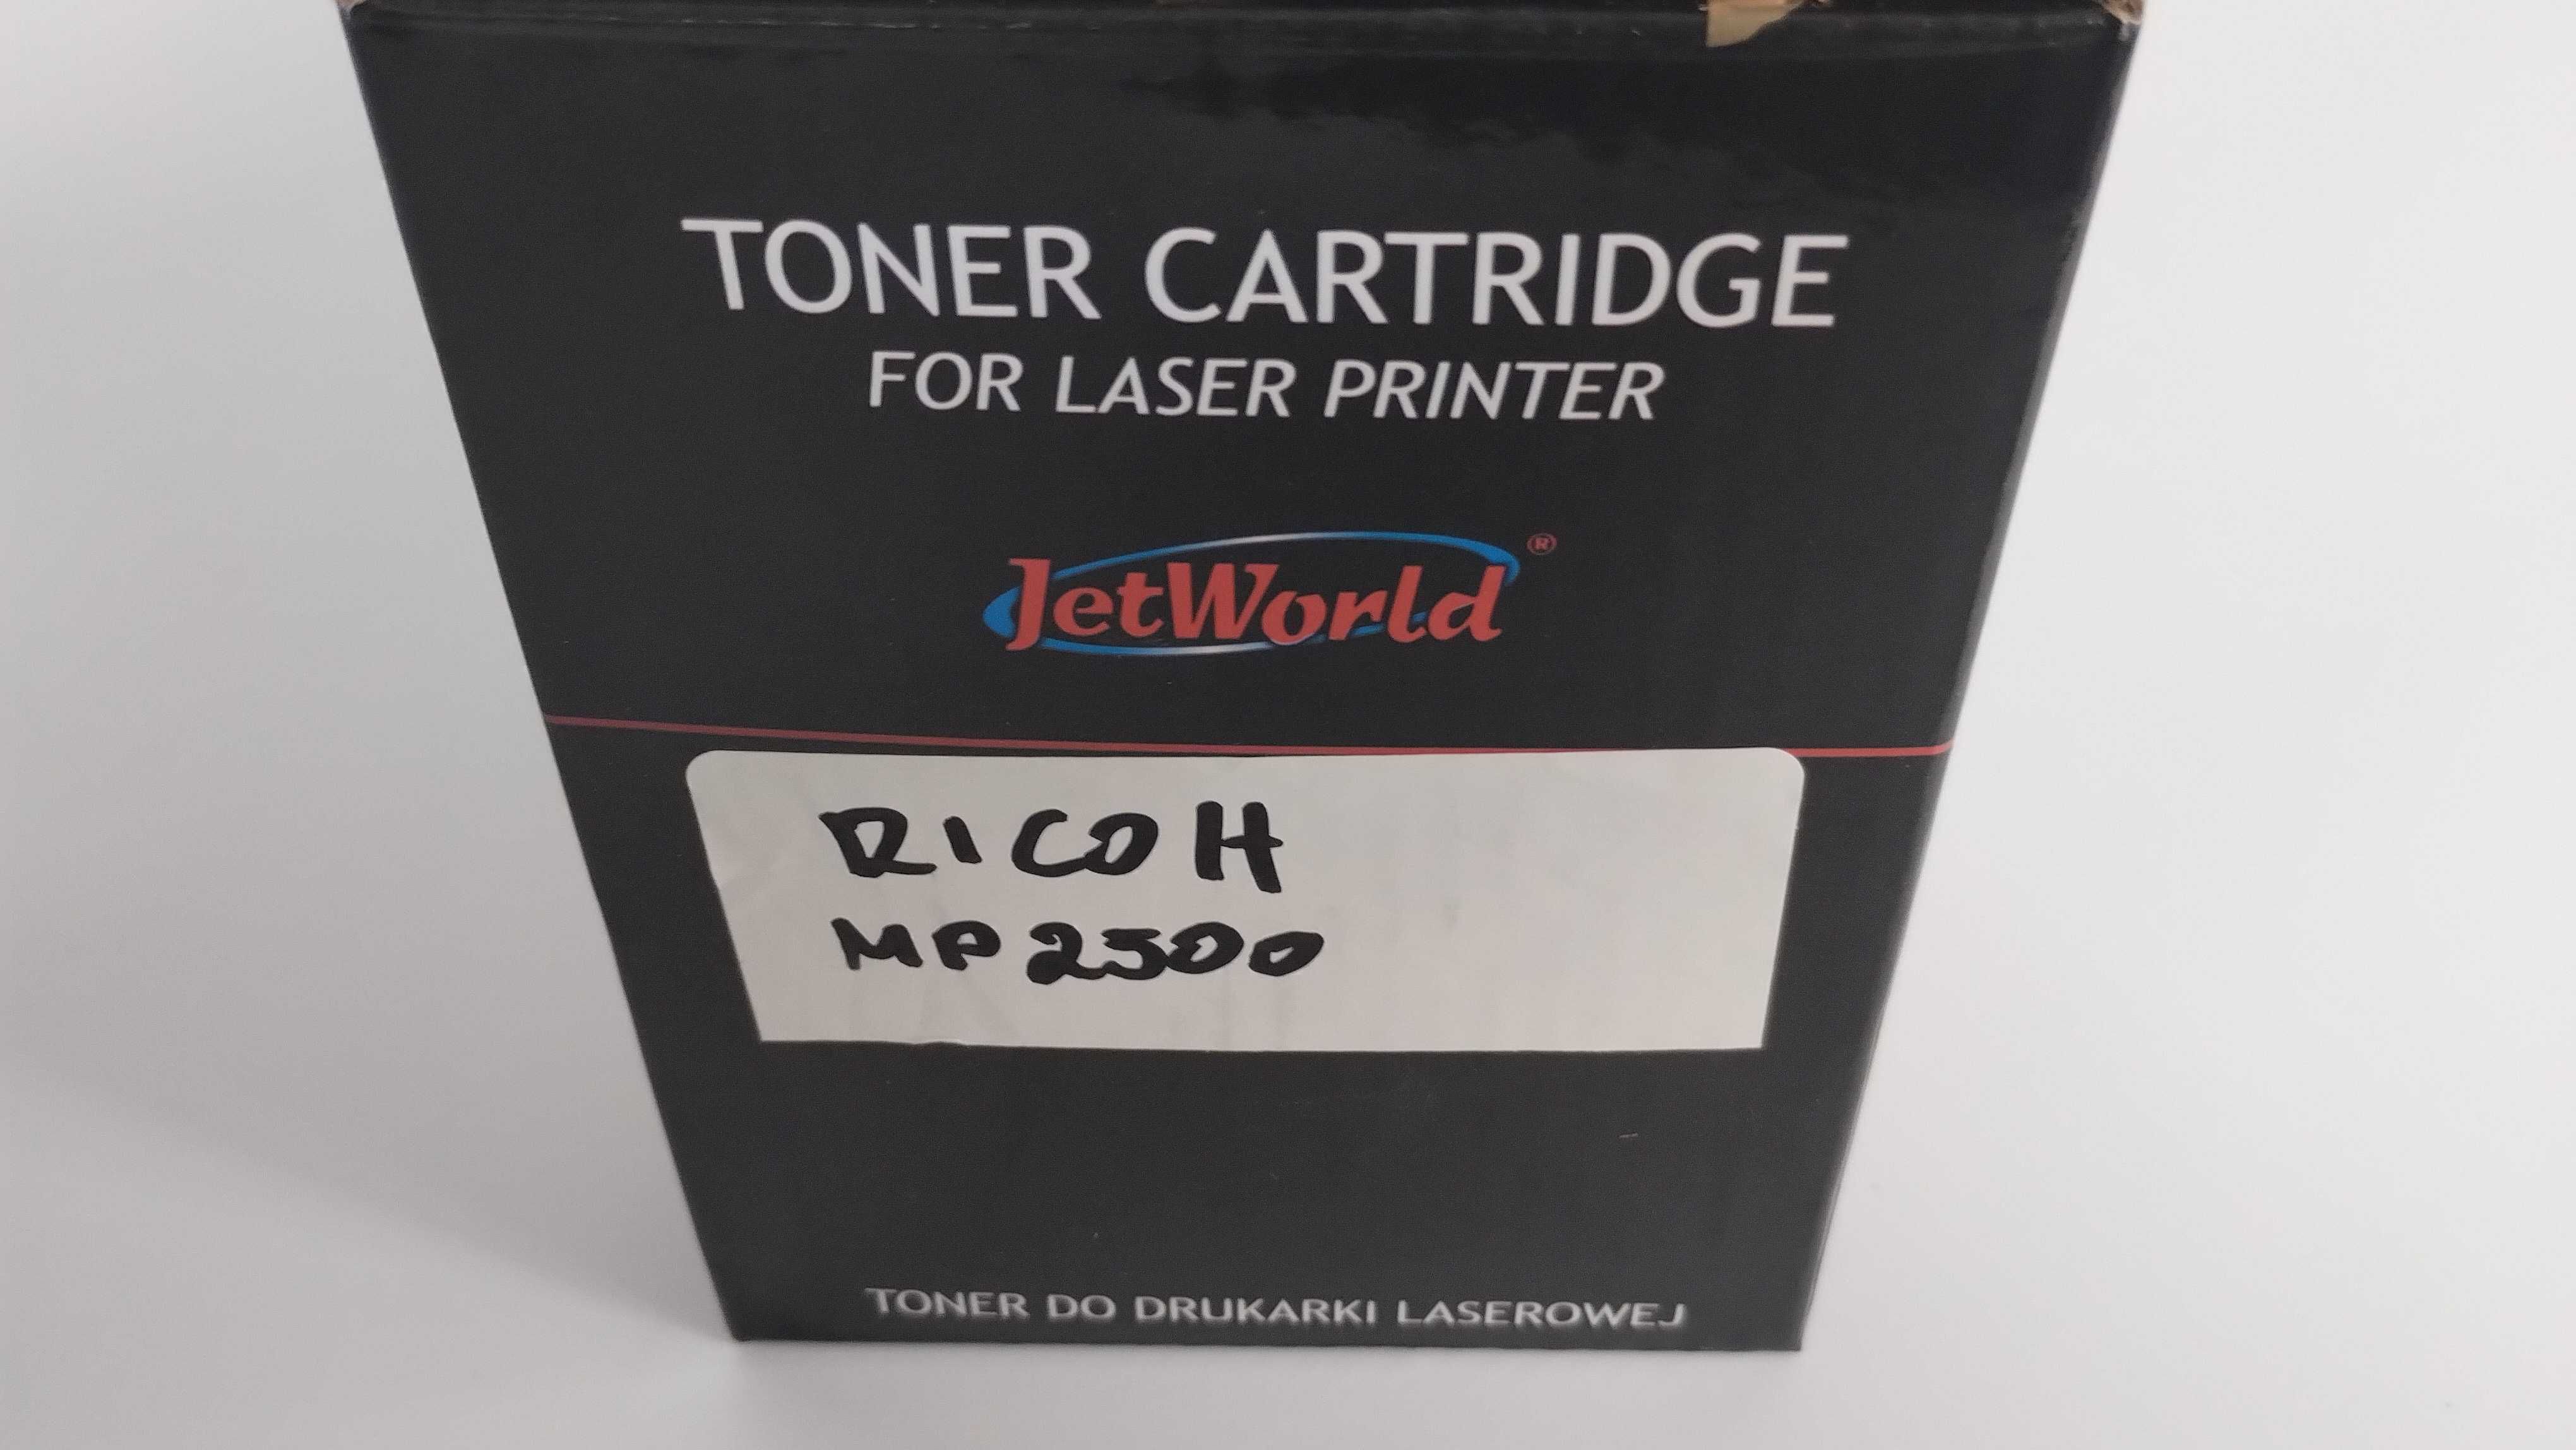 TONER CARTRIDGE
FOR LASER PRINTER
JetWorld®
RICOH
MP2500
TONER DO DRUKARKI LASEROWEJ